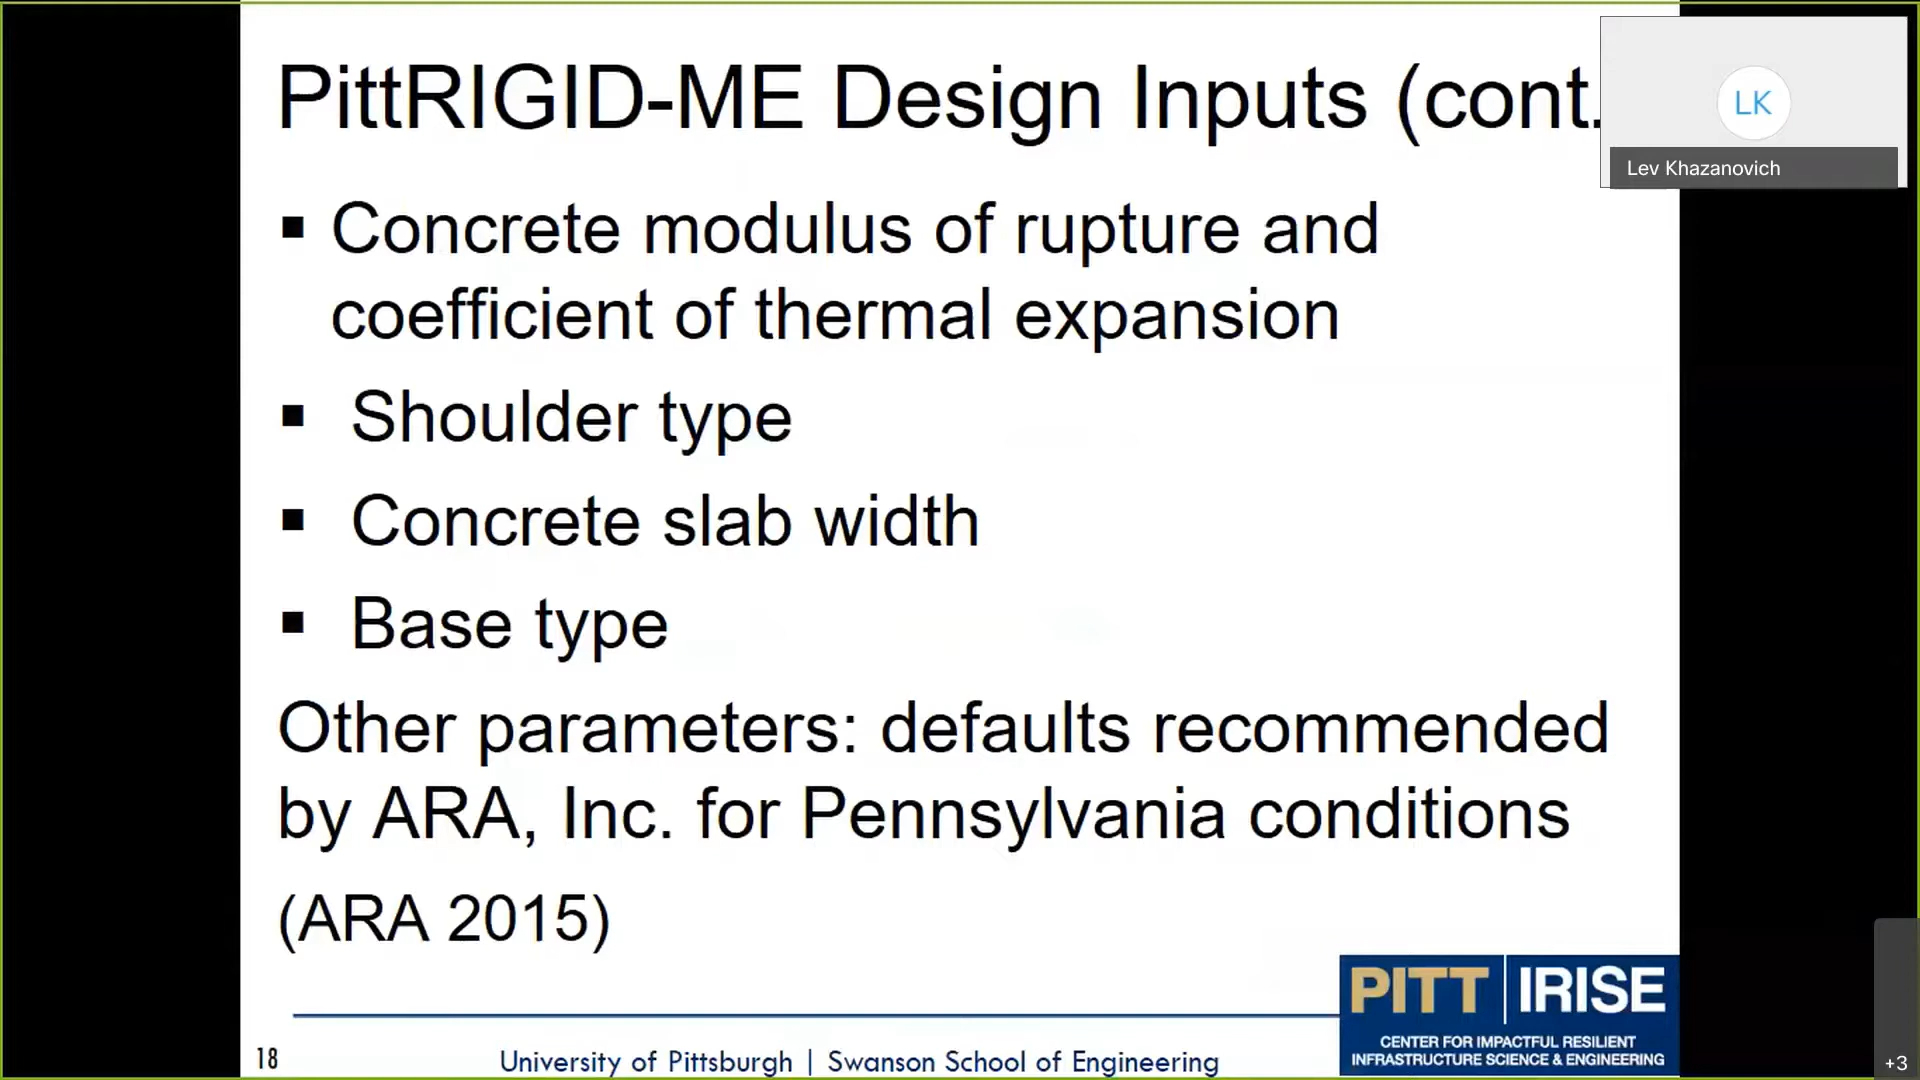 PittRIGID-ME Design Inputs (cont.
LK
Lev Khazanovich
▪ Concrete modulus of rupture and
coefficient of thermal expansion
▪ Shoulder type
▪ Concrete slab width
▪ Base type
Other parameters: defaults recommended
by ARA, Inc. for Pennsylvania conditions
(ARA 2015)
PITT | IRISE
CENTER FOR IMPACTFUL RESILIENT
INFRASTRUCTURE SCIENCE & ENGINEERING
18
University of Pittsburgh | Swanson School of Engineering
+3